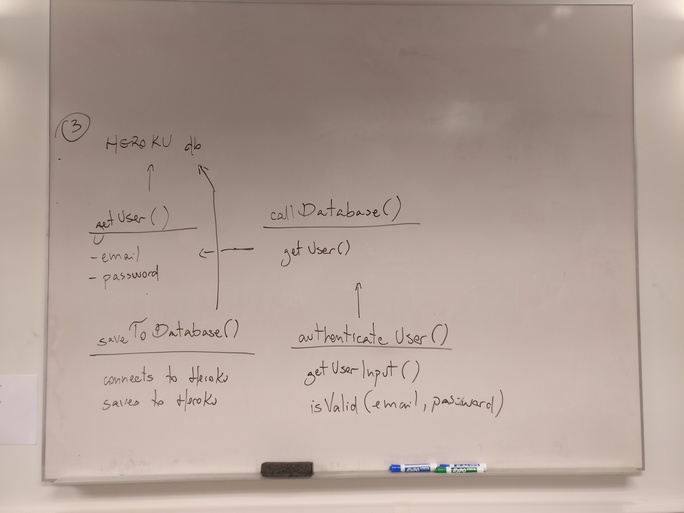 3
HEROKU db
getUser()
- email
- password
callDatabase()
getUser()
saveToDatabase()
connects to Heroku
saves to Heroku
authenticateUser()
getUserInput()
isValid(email, password)